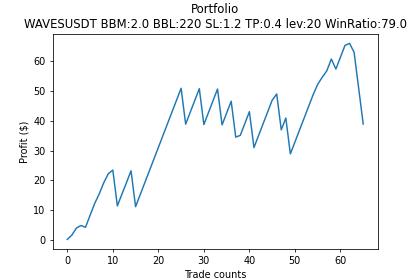 Portfolio
WAVESUSDT BBM:2.0 BBL:220 SL:1.2 TP:0.4 lev:20 WinRatio:79.0
Profit ($)
60
50
40
30
20
10
0
0 10 20 30 40 50 60
Trade counts